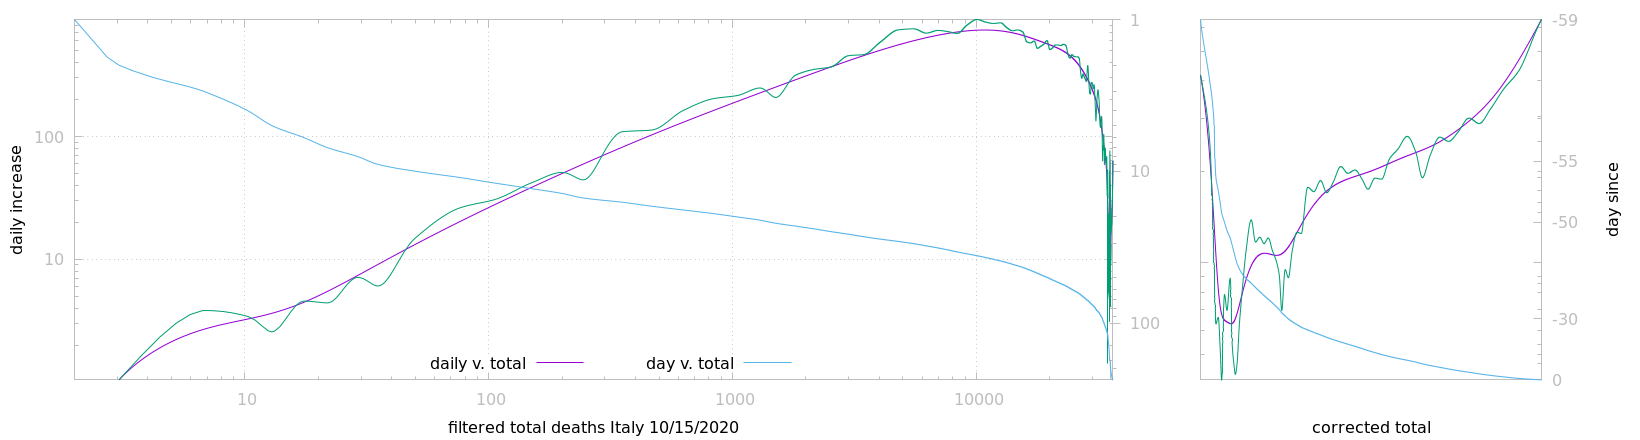 1
-59
100
10
-55
daily increase
day since
-50
10
100
-30
daily v. total
day v. total
0
10
100
1000
10000
filtered total deaths Italy 10/15/2020
corrected total